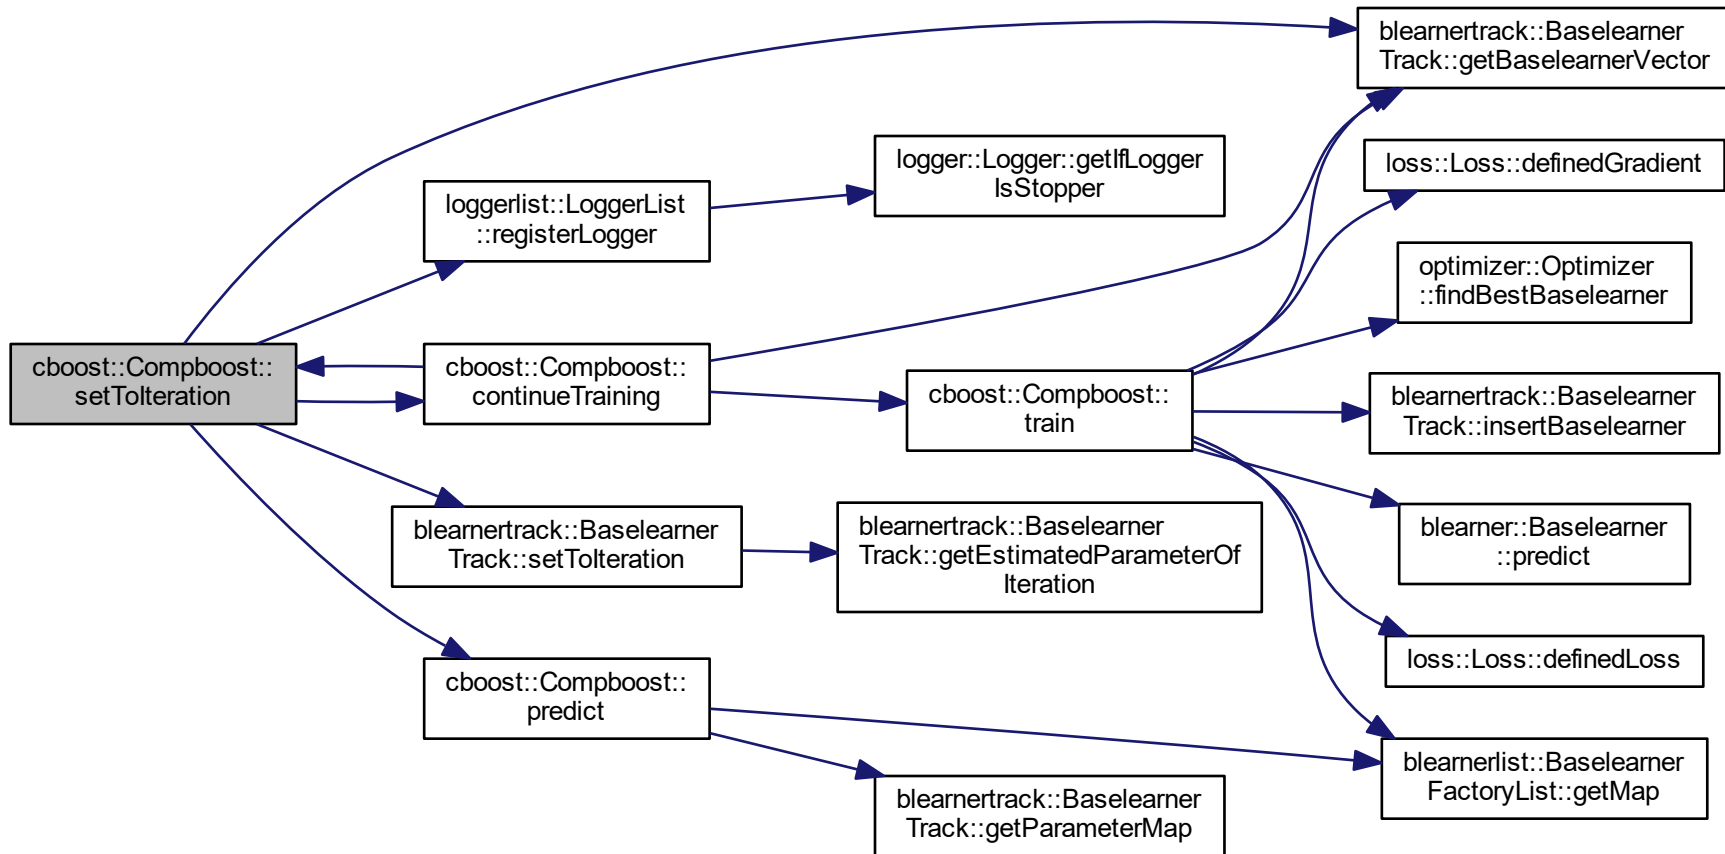 blearnertrack::Baselearner
Track::getBaselearnerVector
logger::Logger::getIfLogger
IsStopper
loss::Loss::definedGradient
loggerlist::LoggerList
::registerLogger
optimizer::Optimizer
::findBestBaselearner
cboost::Compboost::
setToIteration
cboost::Compboost::
continueTraining
cboost::Compboost::
train
blearnertrack::Baselearner
Track::insertBaselearner
blearnertrack::Baselearner
Track::setToIteration
blearnertrack::Baselearner
Track::getEstimatedParameterOf
Iteration
blearner::Baselearner
::predict
loss::Loss::definedLoss
cboost::Compboost::
predict
blearnerlist::Baselearner
FactoryList::getMap
blearnertrack::Baselearner
Track::getParameterMap